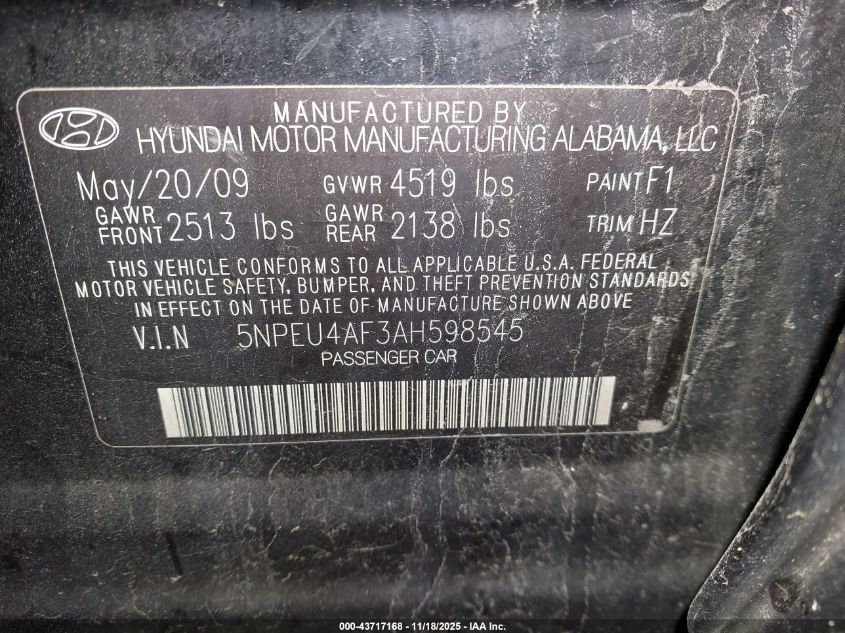 MANUFACTURED BY
HYUNDAI MOTOR MANUFACTURING ALABAMA, LLC
May/20/09 GVWR 4519 lbs PAINT F1
GAWR FRONT 2513 lbs GAWR REAR 2138 lbs TRIM HZ
THIS VEHICLE CONFORMS TO ALL APPLICABLE U.S.A. FEDERAL
MOTOR VEHICLE SAFETY, BUMPER, AND THEFT PREVENTION STANDARDS
IN EFFECT ON THE DATE OF MANUFACTURE SHOWN ABOVE
V.I.N 5NPEU4AF3AH598545
PASSENGER CAR
000-43717168 - 11/18/2025 - IAA Inc.